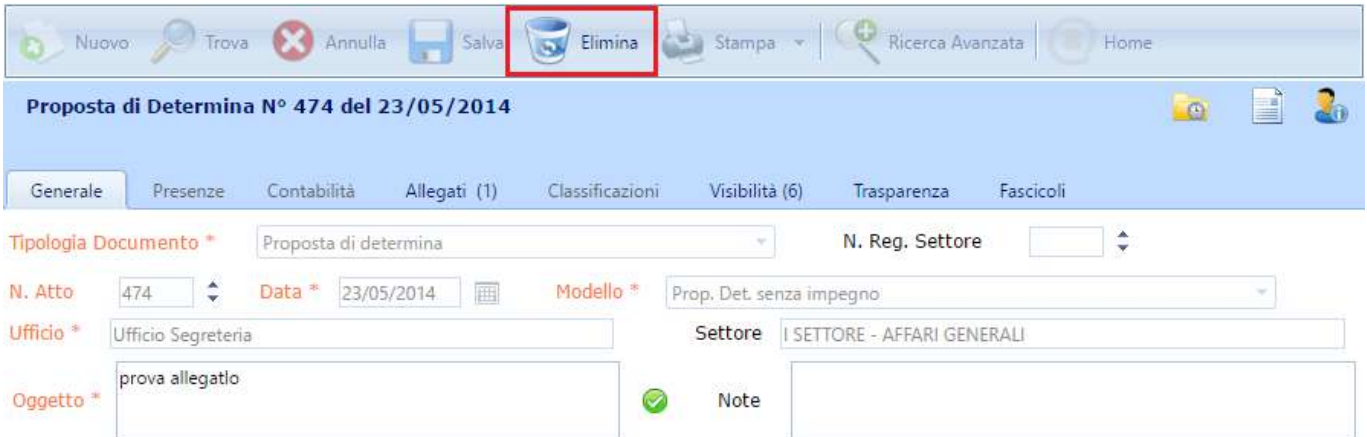 Nuovo Trova Annulla Salva Elimina Stampa Ricerca Avanzata Home
Proposta di Determina N° 474 del 23/05/2014
Generale Presenze Contabilità Allegati (1) Classificazioni Visibilità (6) Trasparenza Fascicoli
Tipologia Documento * Proposta di determina N. Reg. Settore
N. Atto 474 Data * 23/05/2014 Modello * Prop. Det. senza impegno
Ufficio * Ufficio Segreteria Settore I SETTORE - AFFARI GENERALI
prova allegatlo
Oggetto * Note